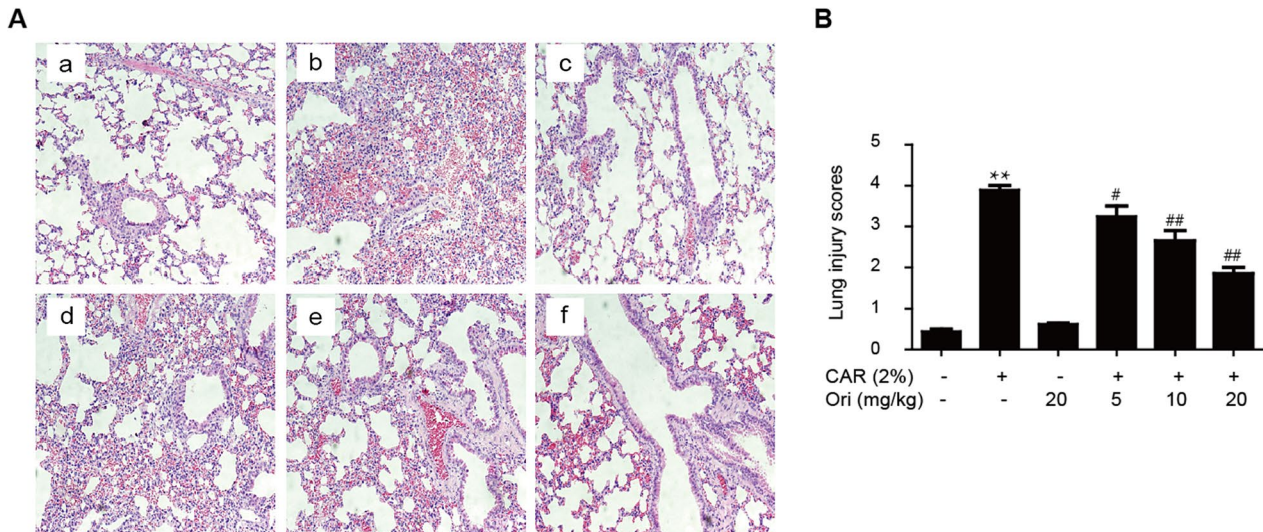 A
B
a
b
c
d
e
f
Lung injury scores
5
4
3
2
1
0
**
#
##
##
CAR (2%) - + - + + +
Ori (mg/kg) - - 20 5 10 20